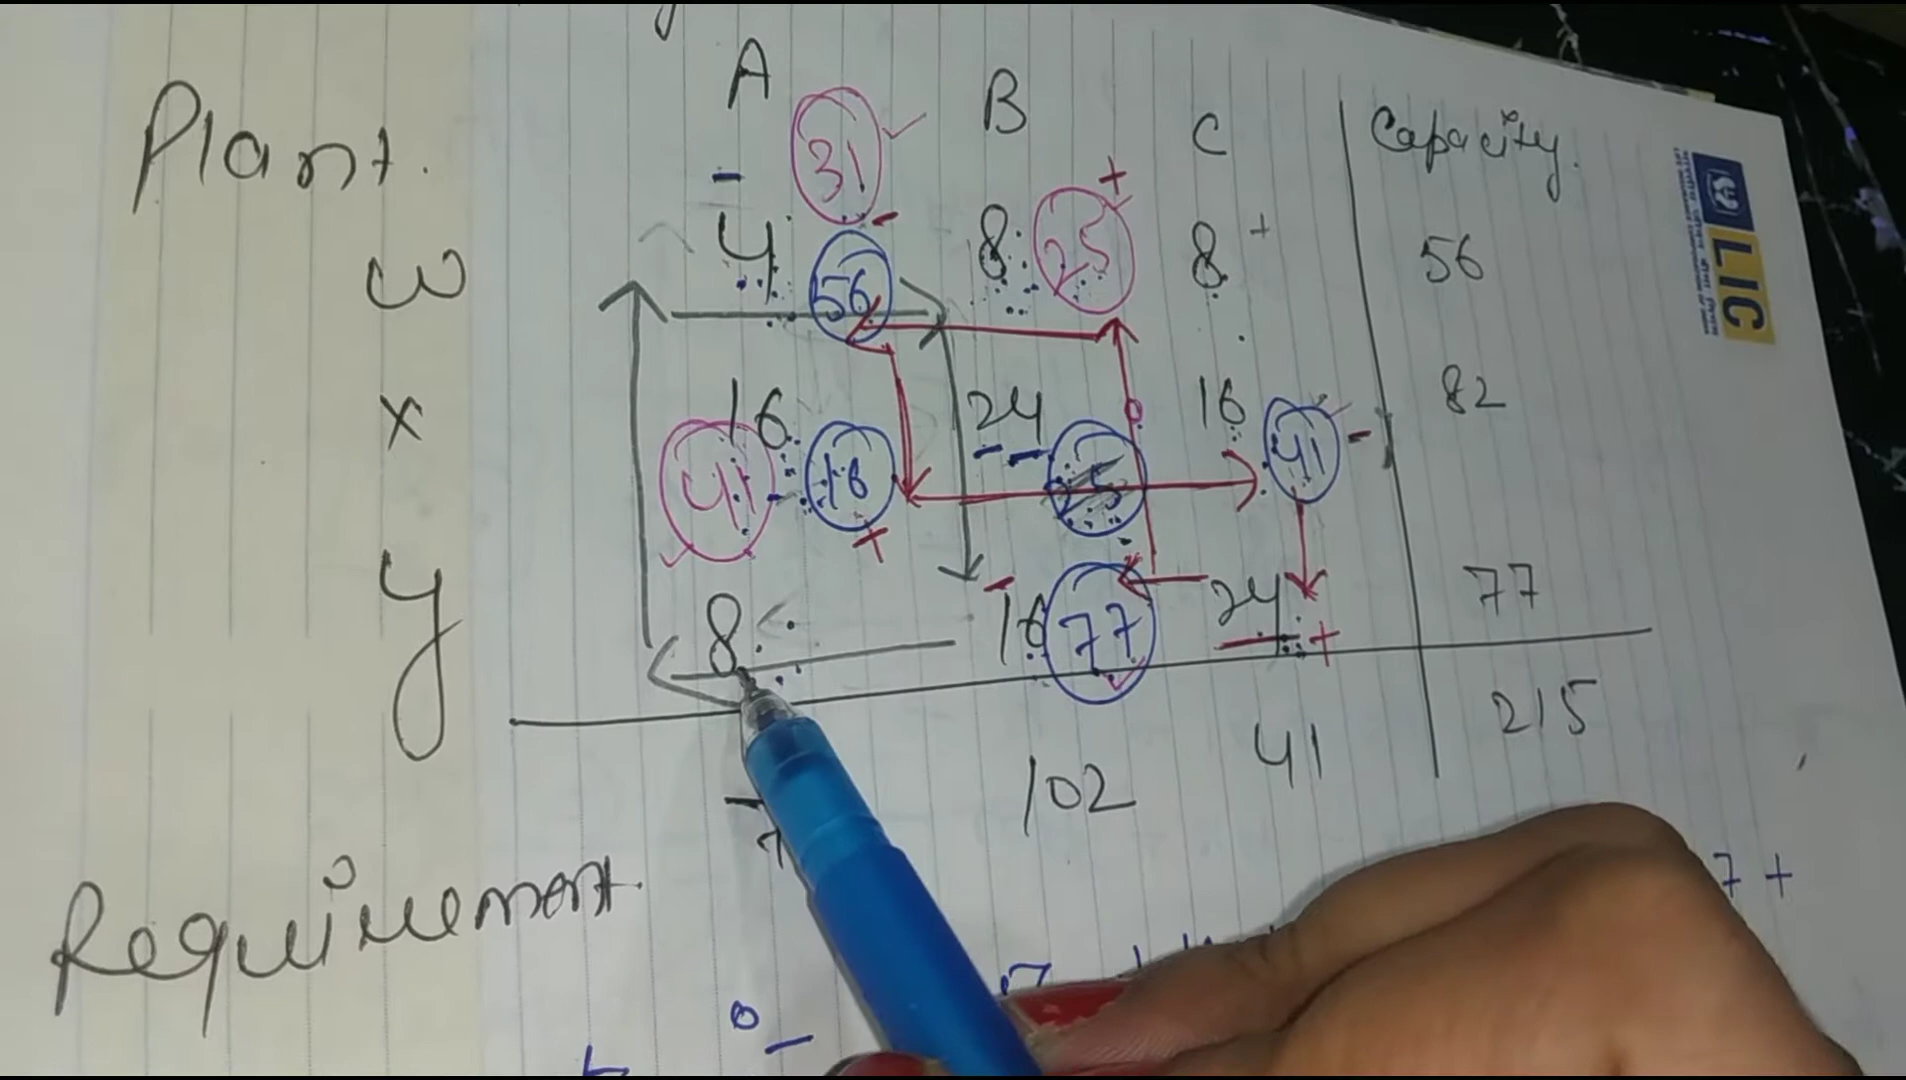 A B C Capacity.
Plant.
31
- + 
w 4 56 - 8 25 8 + 56
x 16 41 16 + 24 25 16 41 - 82
y 8 - 16 77 24 + 77
102 41 215
Requirement.
7 +
LIC